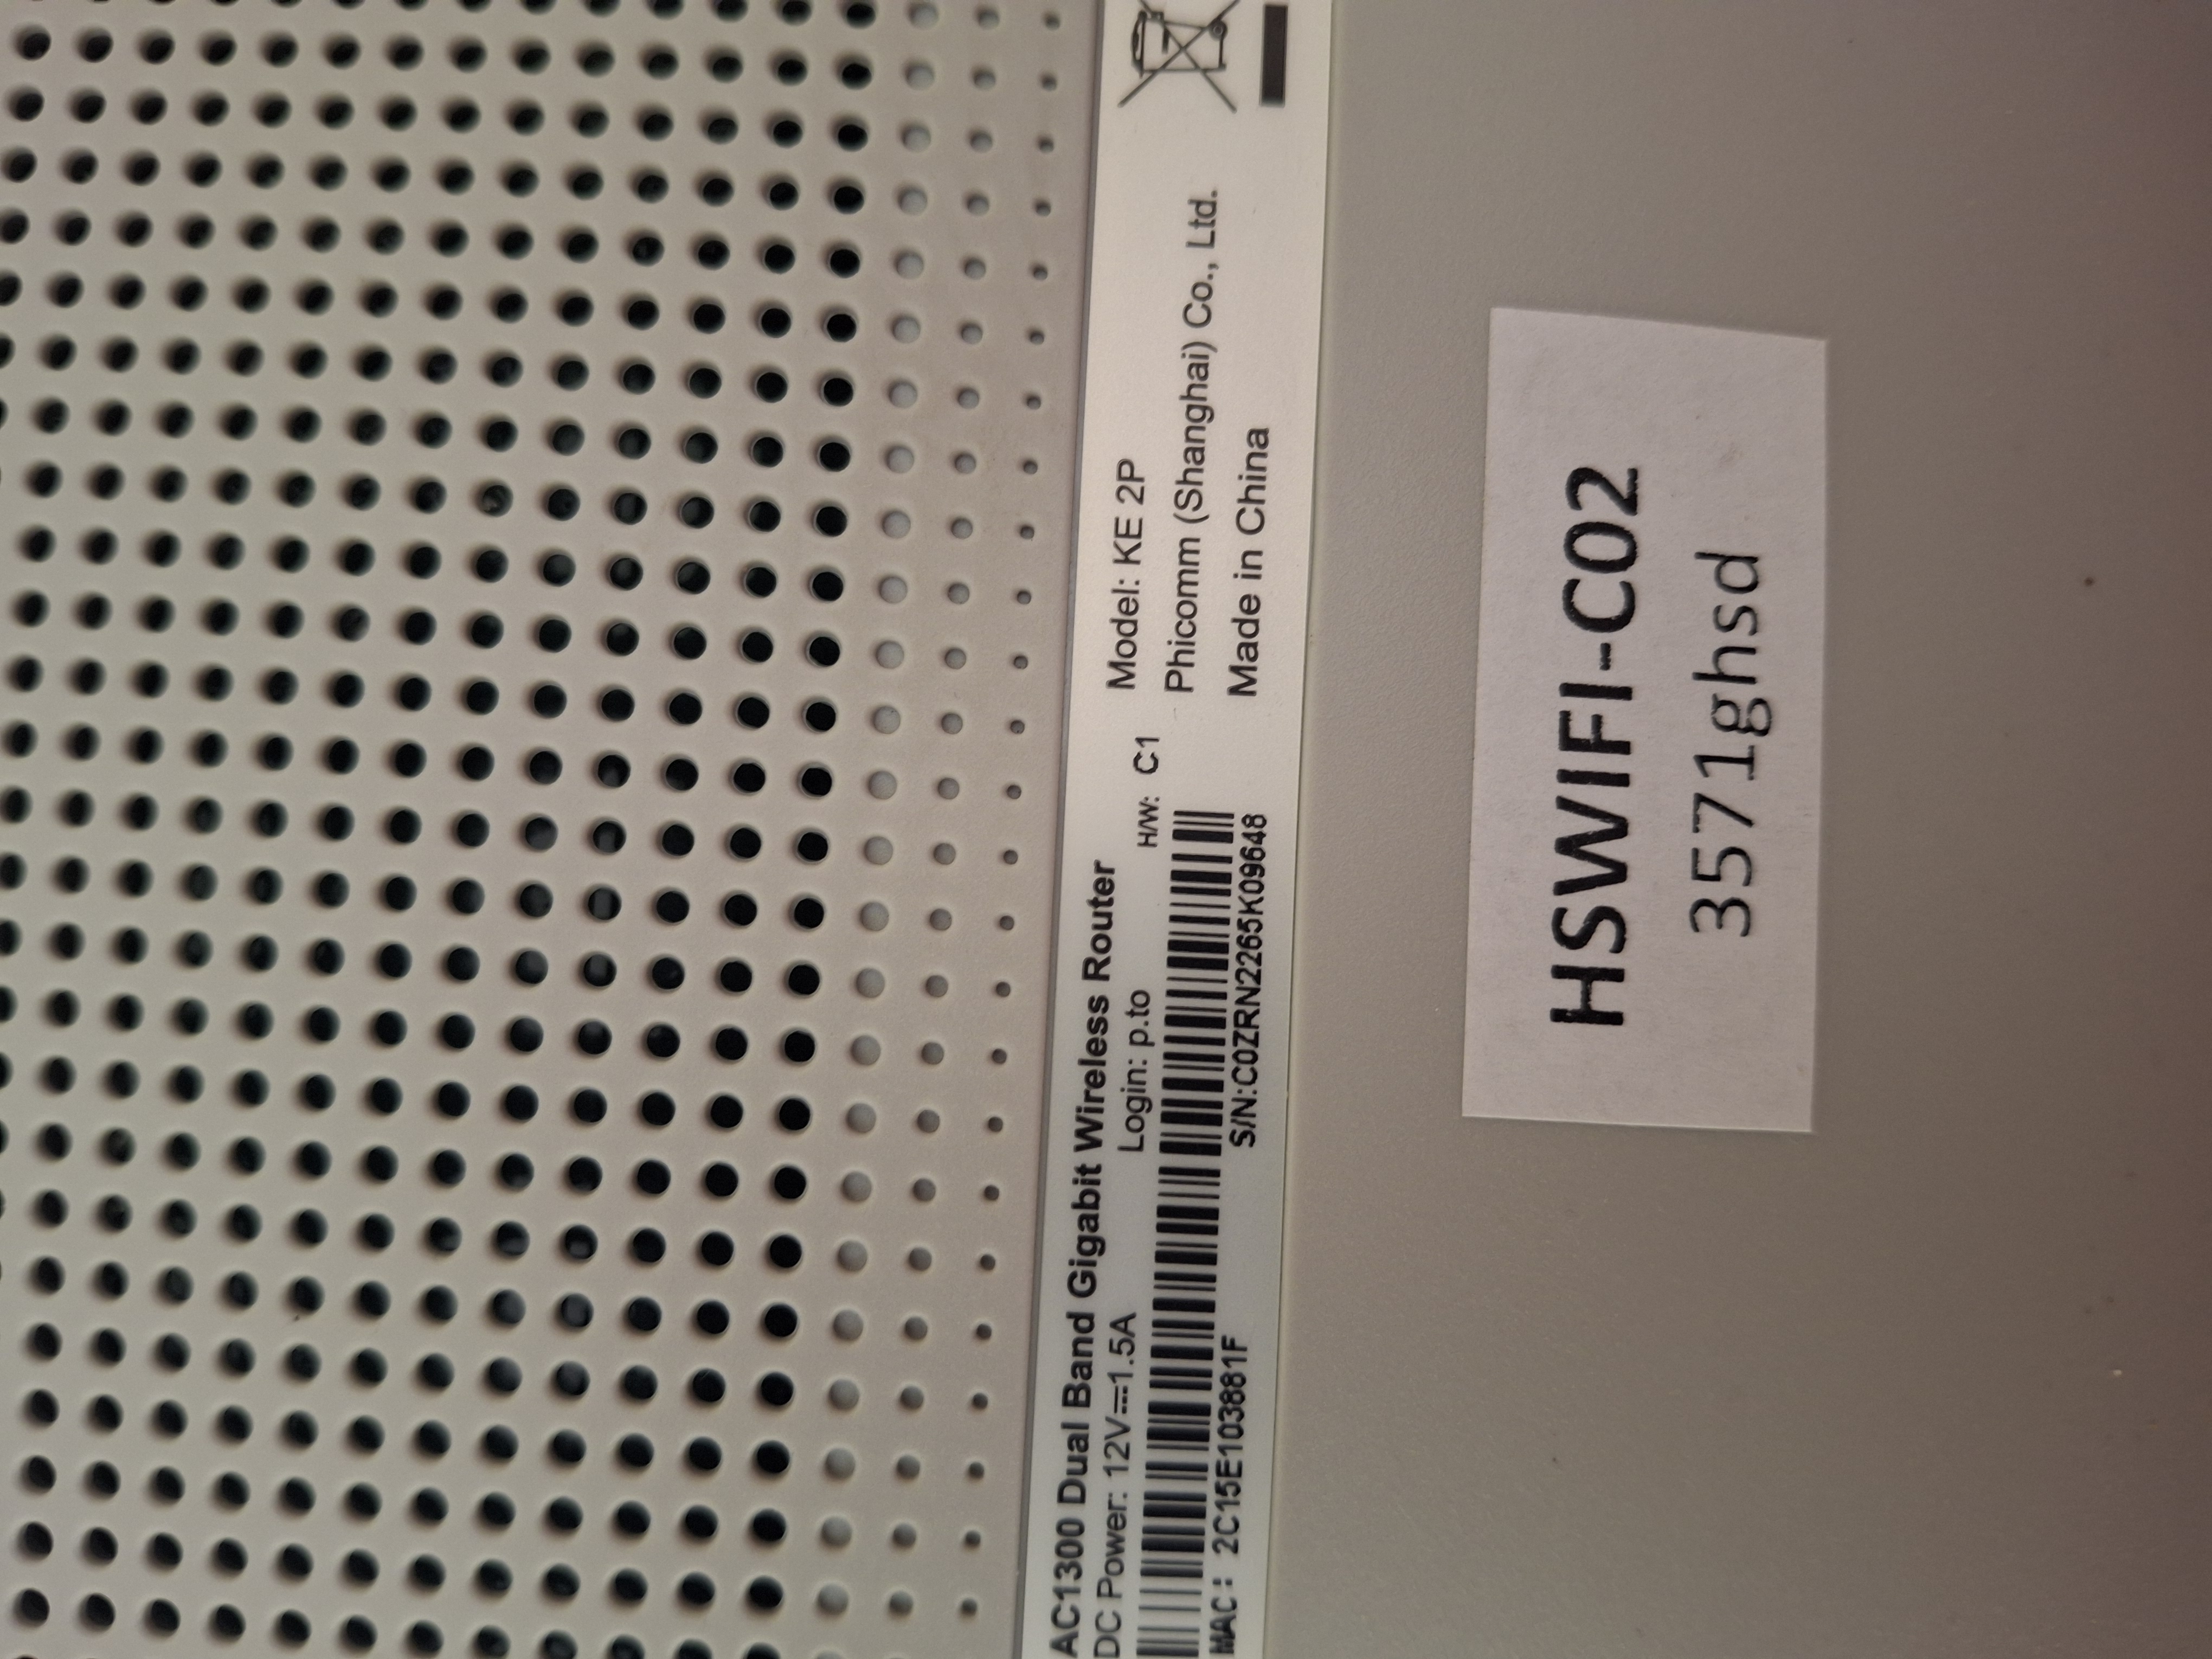 AC1300 Dual Band Gigabit Wireless Router
DC Power: 12V⎓1.5A
Login: p.to
H/W: C1
MAC: 2C15E103881F
S/N:C0ZRN2265K09648
Model: KE 2P
Phicomm (Shanghai) Co., Ltd.
Made in China
HSWIFI-C02
3571ghsd